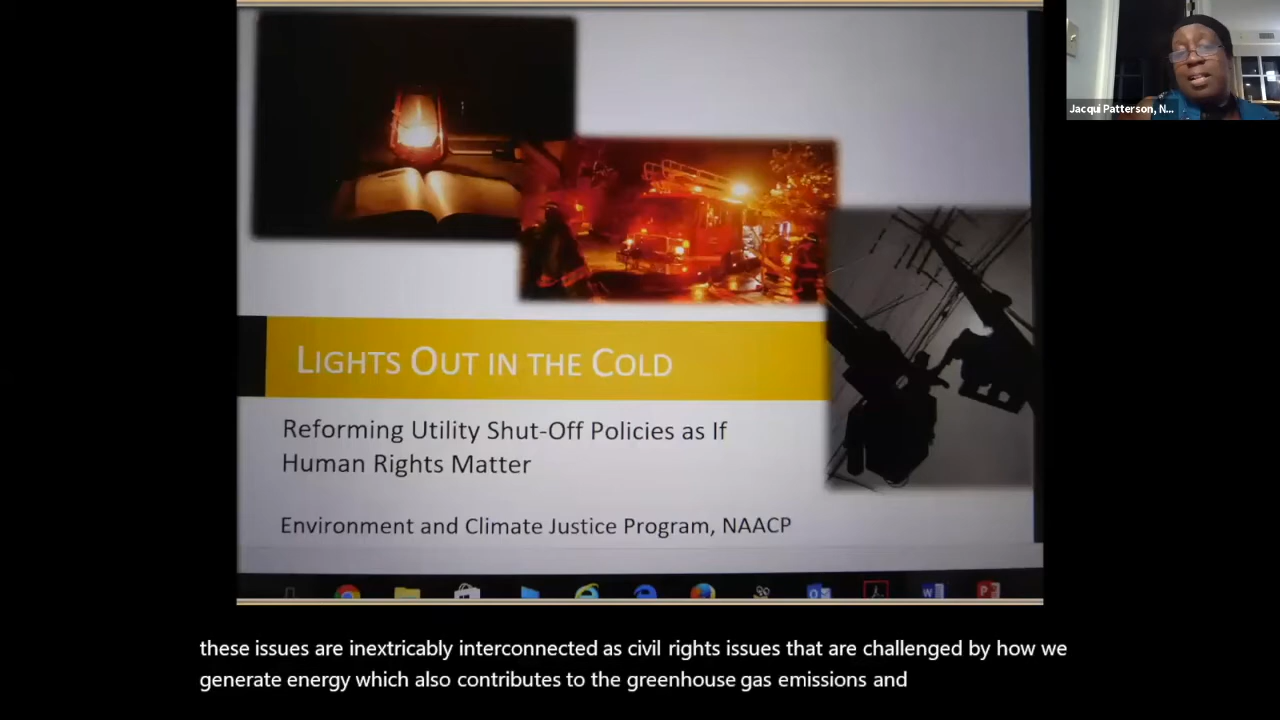 Jacqui Patterson, N...
LIGHTS OUT IN THE COLD
Reforming Utility Shut-Off Policies as If
Human Rights Matter
Environment and Climate Justice Program, NAACP
these issues are inextricably interconnected as civil rights issues that are challenged by how we
generate energy which also contributes to the greenhouse gas emissions and